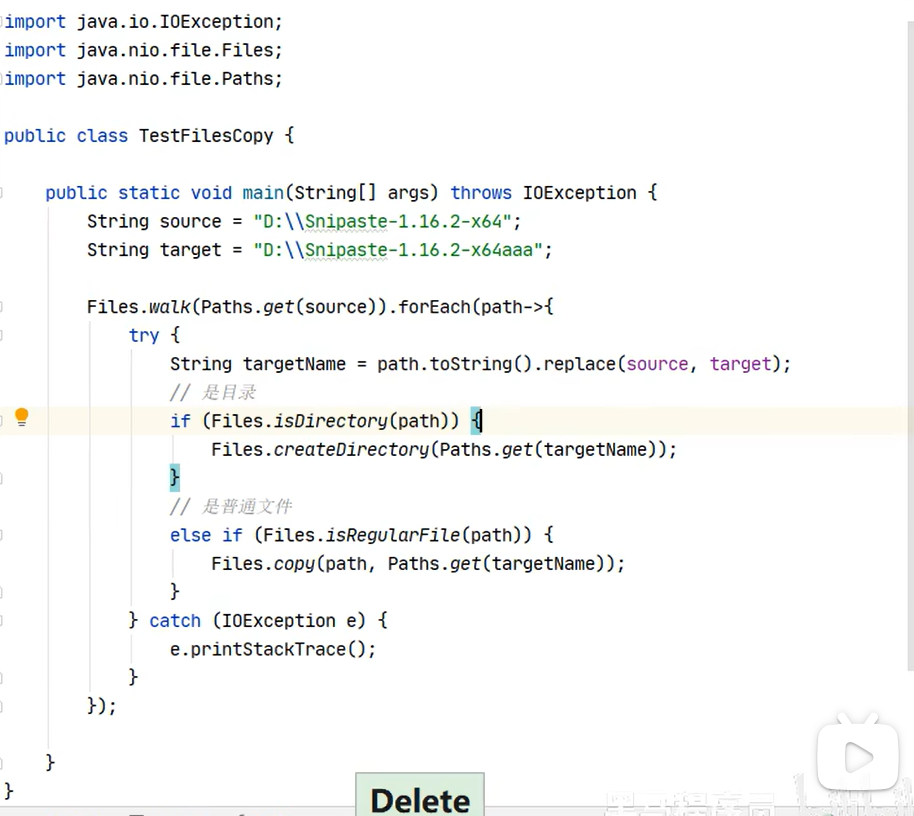 import java.io.IOException;
import java.nio.file.Files;
import java.nio.file.Paths;
public class TestFilesCopy {
public static void main(String[] args) throws IOException {
String source = "D:\\Snipaste-1.16.2-x64";
String target = "D:\\Snipaste-1.16.2-x64aaa";
Files.walk(Paths.get(source)).forEach(path->{
try {
String targetName = path.toString().replace(source, target);
// 是目录
if (Files.isDirectory(path)) {
Files.createDirectory(Paths.get(targetName));
}
// 是普通文件
else if (Files.isRegularFile(path)) {
Files.copy(path, Paths.get(targetName));
}
} catch (IOException e) {
e.printStackTrace();
}
});
}
}
Delete